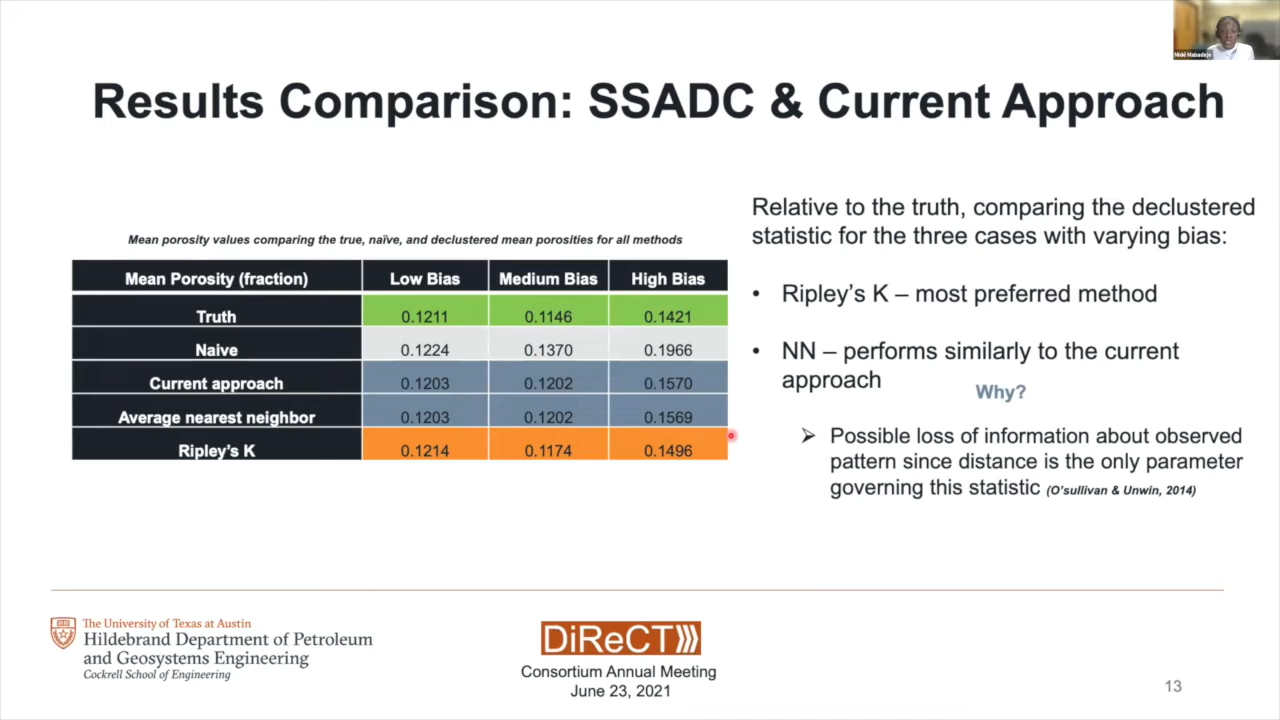 Midé Mabadeje
Results Comparison: SSADC & Current Approach
Mean porosity values comparing the true, naïve, and declustered mean porosities for all methods
Mean Porosity (fraction) Low Bias Medium Bias High Bias
Truth 0.1211 0.1146 0.1421
Naive 0.1224 0.1370 0.1966
Current approach 0.1203 0.1202 0.1570
Average nearest neighbor 0.1203 0.1202 0.1569
Ripley's K 0.1214 0.1174 0.1496
Relative to the truth, comparing the declustered
statistic for the three cases with varying bias:
• Ripley's K – most preferred method
• NN – performs similarly to the current
approach
Why?
➢ Possible loss of information about observed
pattern since distance is the only parameter
governing this statistic (O'sullivan & Unwin, 2014)
The University of Texas at Austin
Hildebrand Department of Petroleum
and Geosystems Engineering
Cockrell School of Engineering
DiReCT
Consortium Annual Meeting
June 23, 2021
13